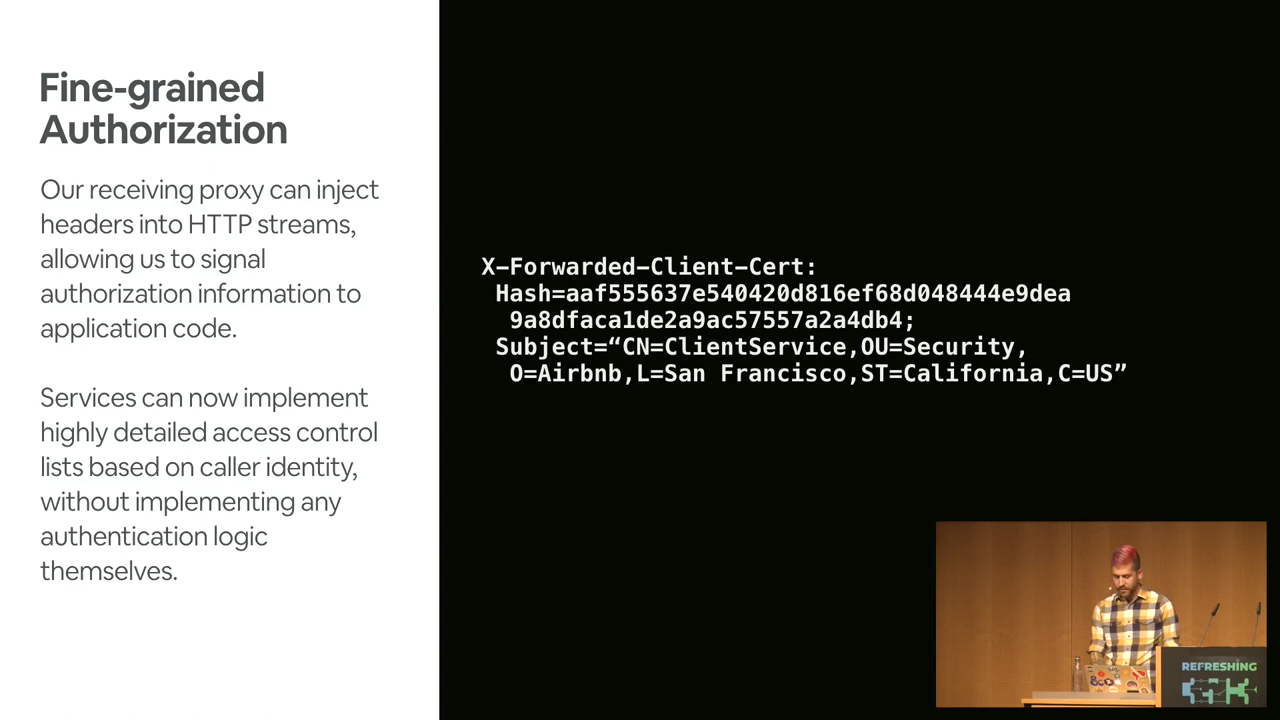 Fine-grained
Authorization
Our receiving proxy can inject
headers into HTTP streams,
allowing us to signal
authorization information to
application code.
Services can now implement
highly detailed access control
lists based on caller identity,
without implementing any
authentication logic
themselves.
X-Forwarded-Client-Cert:
Hash=aaf555637e540420d816ef68d048444e9dea
9a8dfaca1de2a9ac57557a2a4db4;
Subject=“CN=ClientService,OU=Security,
O=Airbnb,L=San Francisco,ST=California,C=US”
REFRESHING